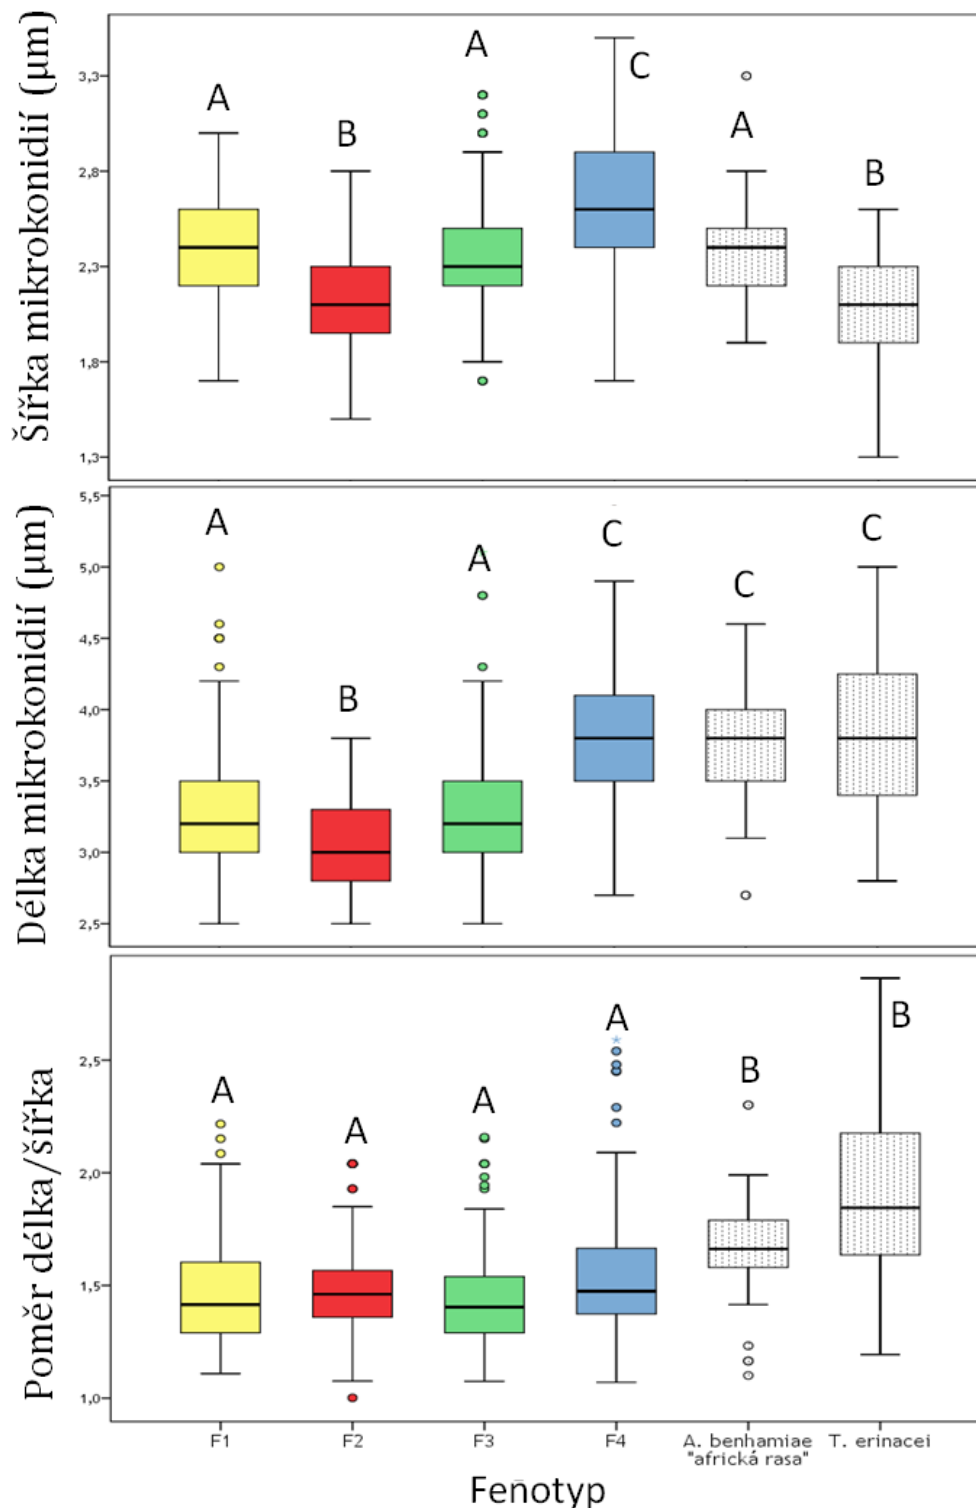 Šířka mikrokonidií (µm)
3,3
2,8
2,3
1,8
1,3
A
B
A
C
A
B
Délka mikrokonidií (µm)
5,5
5,0
4,5
4,0
3,5
3,0
2,5
A
B
A
C
C
C
Poměr délka/šířka
2,5
2,0
1,5
1,0
A
A
A
A
B
B
F1
F2
F3
F4
A. benhamiae
"africká rasa"
T. erinacei
Fenotyp